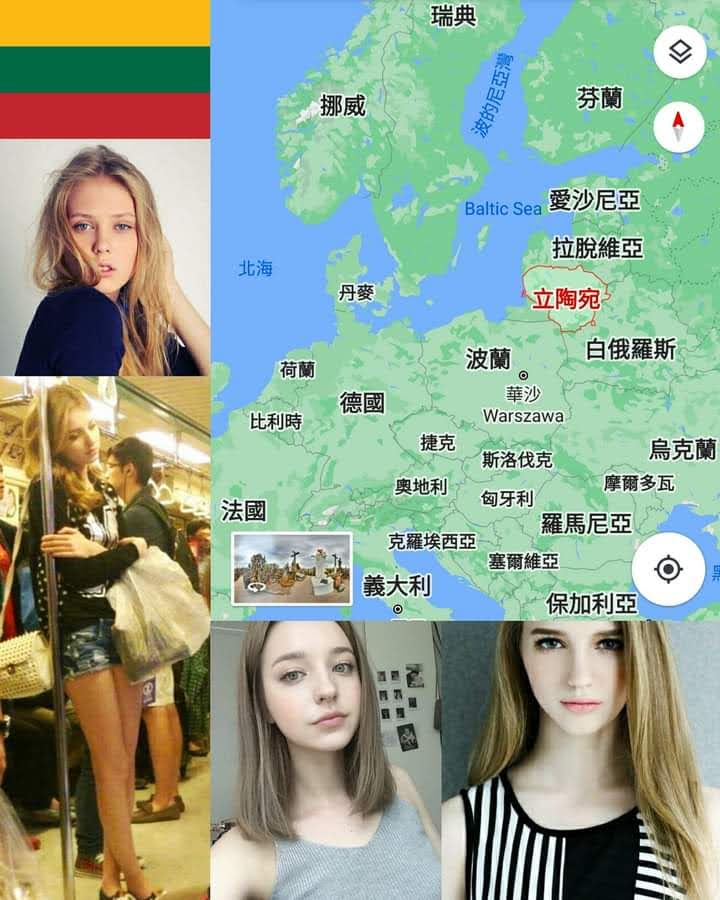 瑞典
波的尼亞灣
挪威
芬蘭
Baltic Sea
愛沙尼亞
拉脫維亞
北海
丹麥
立陶宛
白俄羅斯
荷蘭
波蘭
華沙
Warszawa
德國
比利時
捷克
烏克蘭
斯洛伐克
奧地利
匈牙利
摩爾多瓦
法國
羅馬尼亞
克羅埃西亞
塞爾維亞
黑
義大利
保加利亞